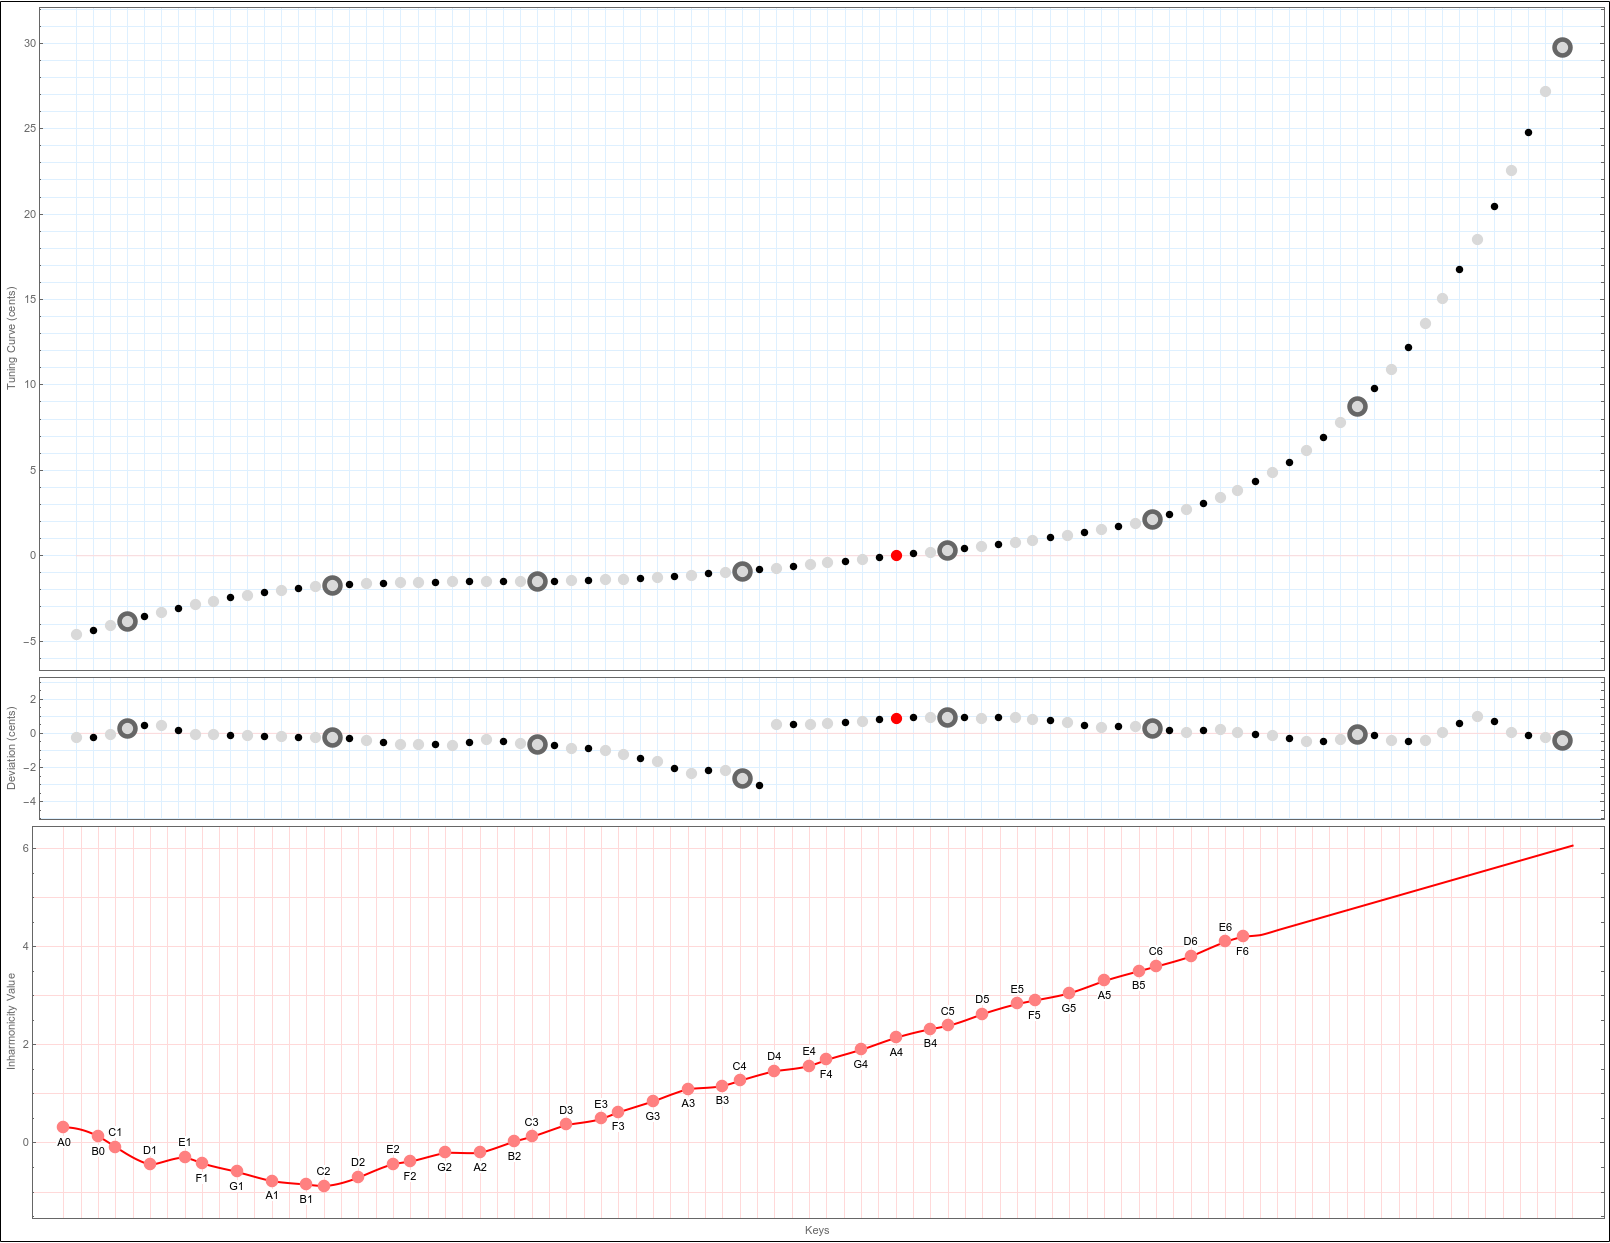 30
25
20
15
10
5
0
−5
Tuning Curve (cents)
2
0
−2
−4
Deviation (cents)
6
4
2
0
Inharmonicity Value
A0
B0
C1
D1
E1
F1
G1
A1
B1
C2
D2
E2
F2
G2
A2
B2
C3
D3
E3
F3
G3
A3
B3
C4
D4
E4
F4
G4
A4
B4
C5
D5
E5
F5
G5
A5
B5
C6
D6
E6
F6
Keys